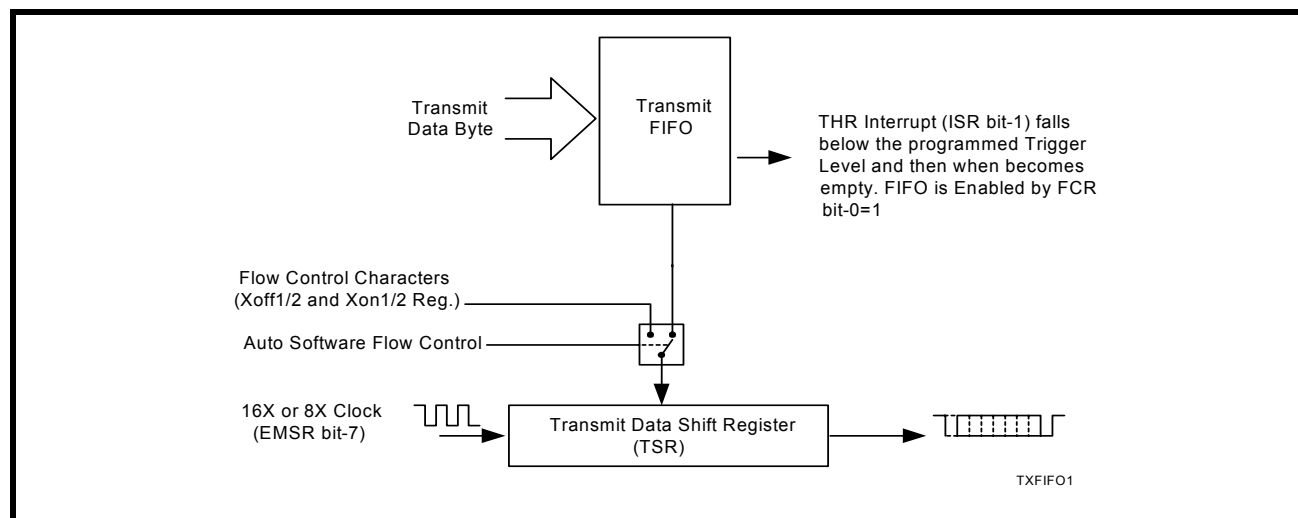 Transmit
Data Byte
Transmit
FIFO
THR Interrupt (ISR bit-1) falls
below the programmed Trigger
Level and then when becomes
empty. FIFO is Enabled by FCR
bit-0=1
Flow Control Characters
(Xoff1/2 and Xon1/2 Reg.)
Auto Software Flow Control
16X or 8X Clock
(EMSR bit-7)
Transmit Data Shift Register
(TSR)
TXFIFO1